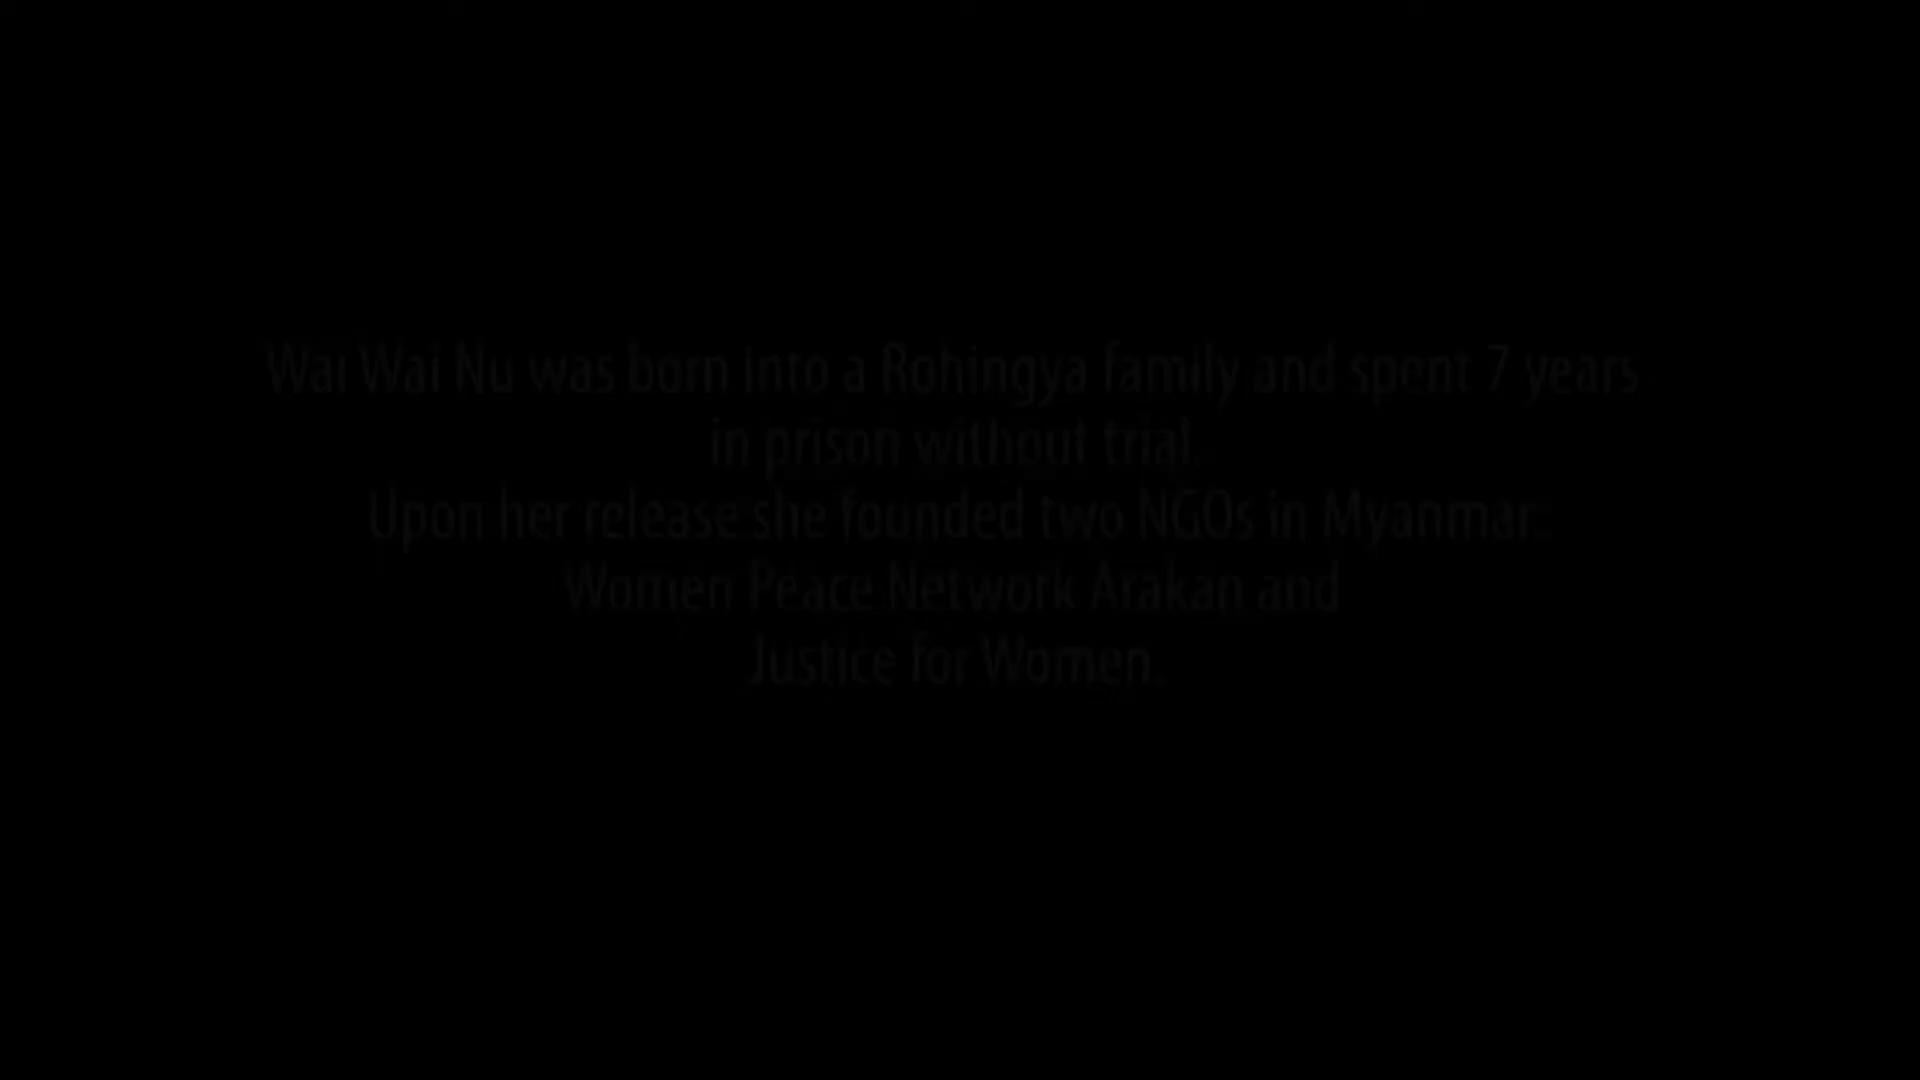 Wai Wai Nu was born into a Rohingya family and spent 7 years
in prison without trial.
Upon her release she founded two NGOs in Myanmar:
Women Peace Network Arakan and
Justice for Women.